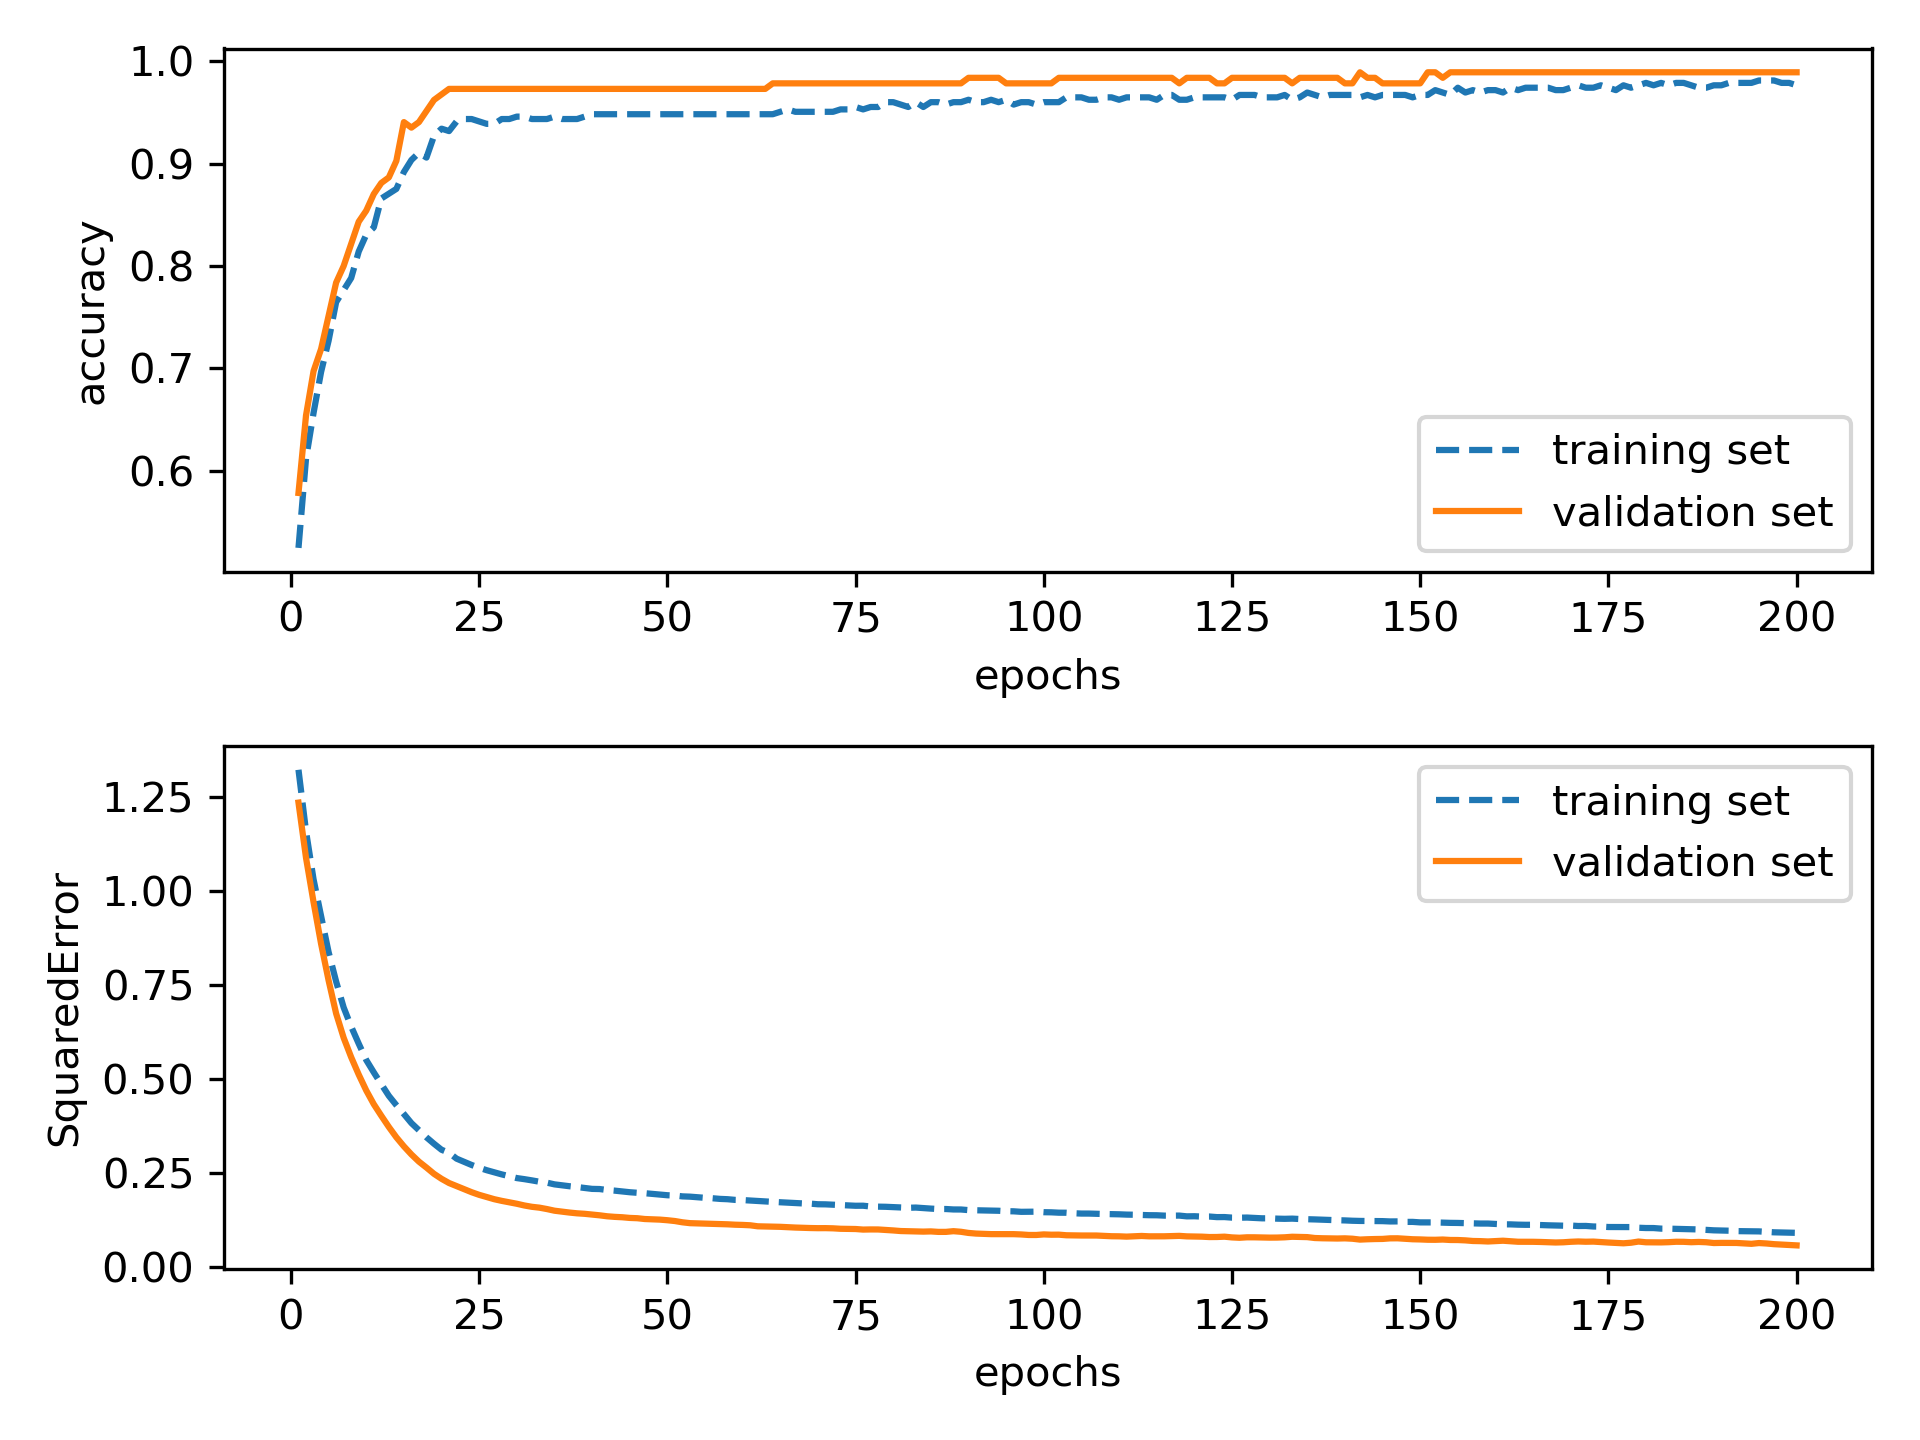 1.0
0.9
0.8
0.7
0.6
accuracy
training set
validation set
0 25 50 75 100 125 150 175 200
epochs
1.25
1.00
0.75
0.50
0.25
0.00
SquaredError
training set
validation set
0 25 50 75 100 125 150 175 200
epochs